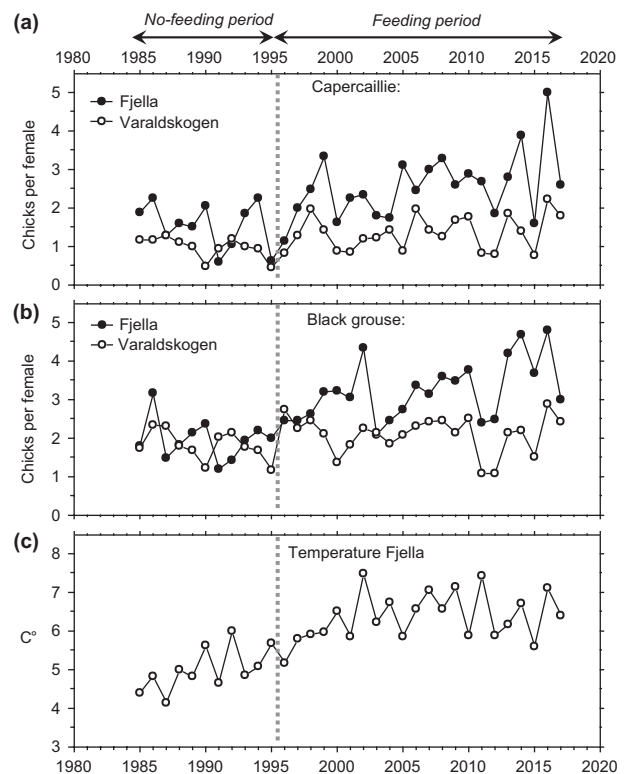 (a)
No-feeding period
Feeding period
1980 1985 1990 1995 2000 2005 2010 2015 2020
Capercaillie:
Fjella
Varaldskogen
Chicks per female
5
4
3
2
1
0
(b)
Black grouse:
Fjella
Varaldskogen
Chicks per female
5
4
3
2
1
0
(c)
Temperature Fjella
C°
8
7
6
5
4
3
1980 1985 1990 1995 2000 2005 2010 2015 2020